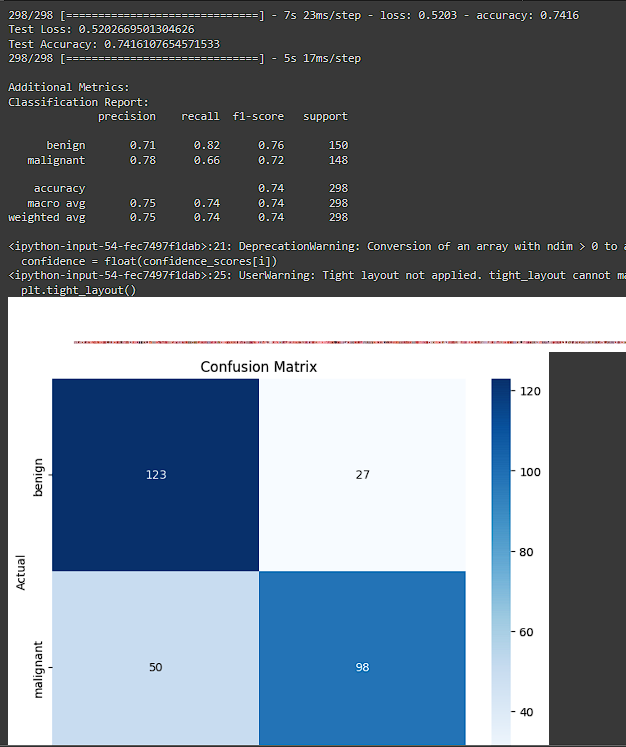 298/298 [==============================] - 7s 23ms/step - loss: 0.5203 - accuracy: 0.7416
Test Loss: 0.5202669501304626
Test Accuracy: 0.7416107654571533
298/298 [==============================] - 5s 17ms/step
Additional Metrics:
Classification Report:
precision recall f1-score support
benign 0.71 0.82 0.76 150
malignant 0.78 0.66 0.72 148
accuracy 0.74 298
macro avg 0.75 0.74 0.74 298
weighted avg 0.75 0.74 0.74 298
<ipython-input-54-fec7497f1dab>:21: DeprecationWarning: Conversion of an array with ndim > 0 to a
confidence = float(confidence_scores[i])
<ipython-input-54-fec7497f1dab>:25: UserWarning: Tight layout not applied. tight_layout cannot ma
plt.tight_layout()
Confusion Matrix
Actual
benign
malignant
123 27
50 98
120
100
80
60
40